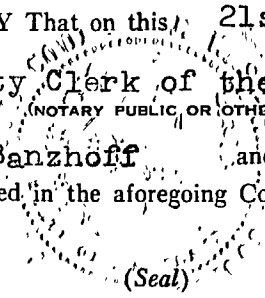 Y That on this 21s
ty Clerk of the
(NOTARY PUBLIC, OR OTHE
Banzhoff and
ed in the aforegoing Co
(Seal)